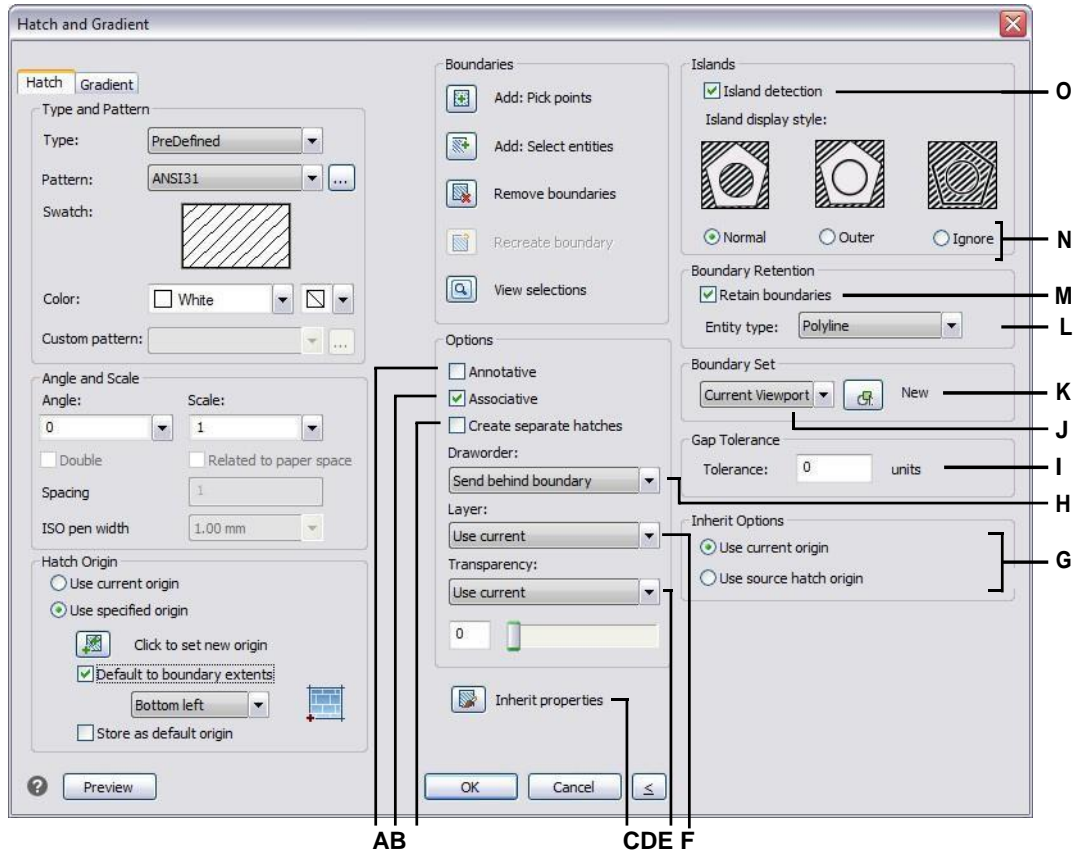 Hatch and Gradient
Hatch Gradient
Type and Pattern
Type: PreDefined
Pattern: ANSI31 ...
Swatch:
Color: White
Custom pattern: ...
Angle and Scale
Angle: Scale:
0 1
Double Related to paper space
Spacing 1
ISO pen width 1.00 mm
Hatch Origin
Use current origin
Use specified origin
Click to set new origin
Default to boundary extents
Bottom left
Store as default origin
? Preview
Boundaries
Add: Pick points
Add: Select entities
Remove boundaries
Recreate boundary
View selections
Options
Annotative
Associative
Create separate hatches
Draworder:
Send behind boundary
Layer:
Use current
Transparency:
Use current
0
Inherit properties
OK Cancel <
Islands
Island detection
Island display style:
Normal Outer Ignore
Boundary Retention
Retain boundaries
Entity type: Polyline
Boundary Set
Current Viewport New
Gap Tolerance
Tolerance: 0 units
Inherit Options
Use current origin
Use source hatch origin
O
N
M
L
K
J
I
H
G
AB CDE F